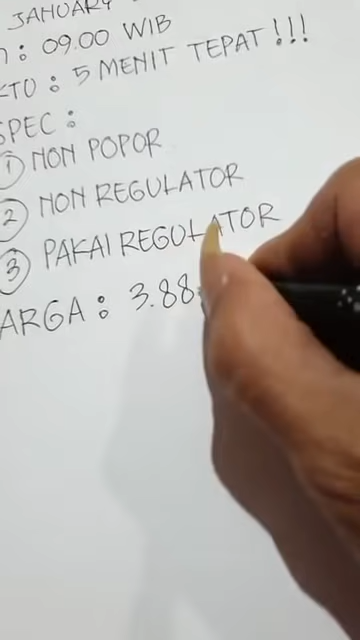 JANUARY
: 09.00 WIB
KTO : 5 MENIT TEPAT !!!
SPEC :
① NON POPOR
② NON REGULATOR
③ PAKAI REGULATOR
ARGA : 3.88